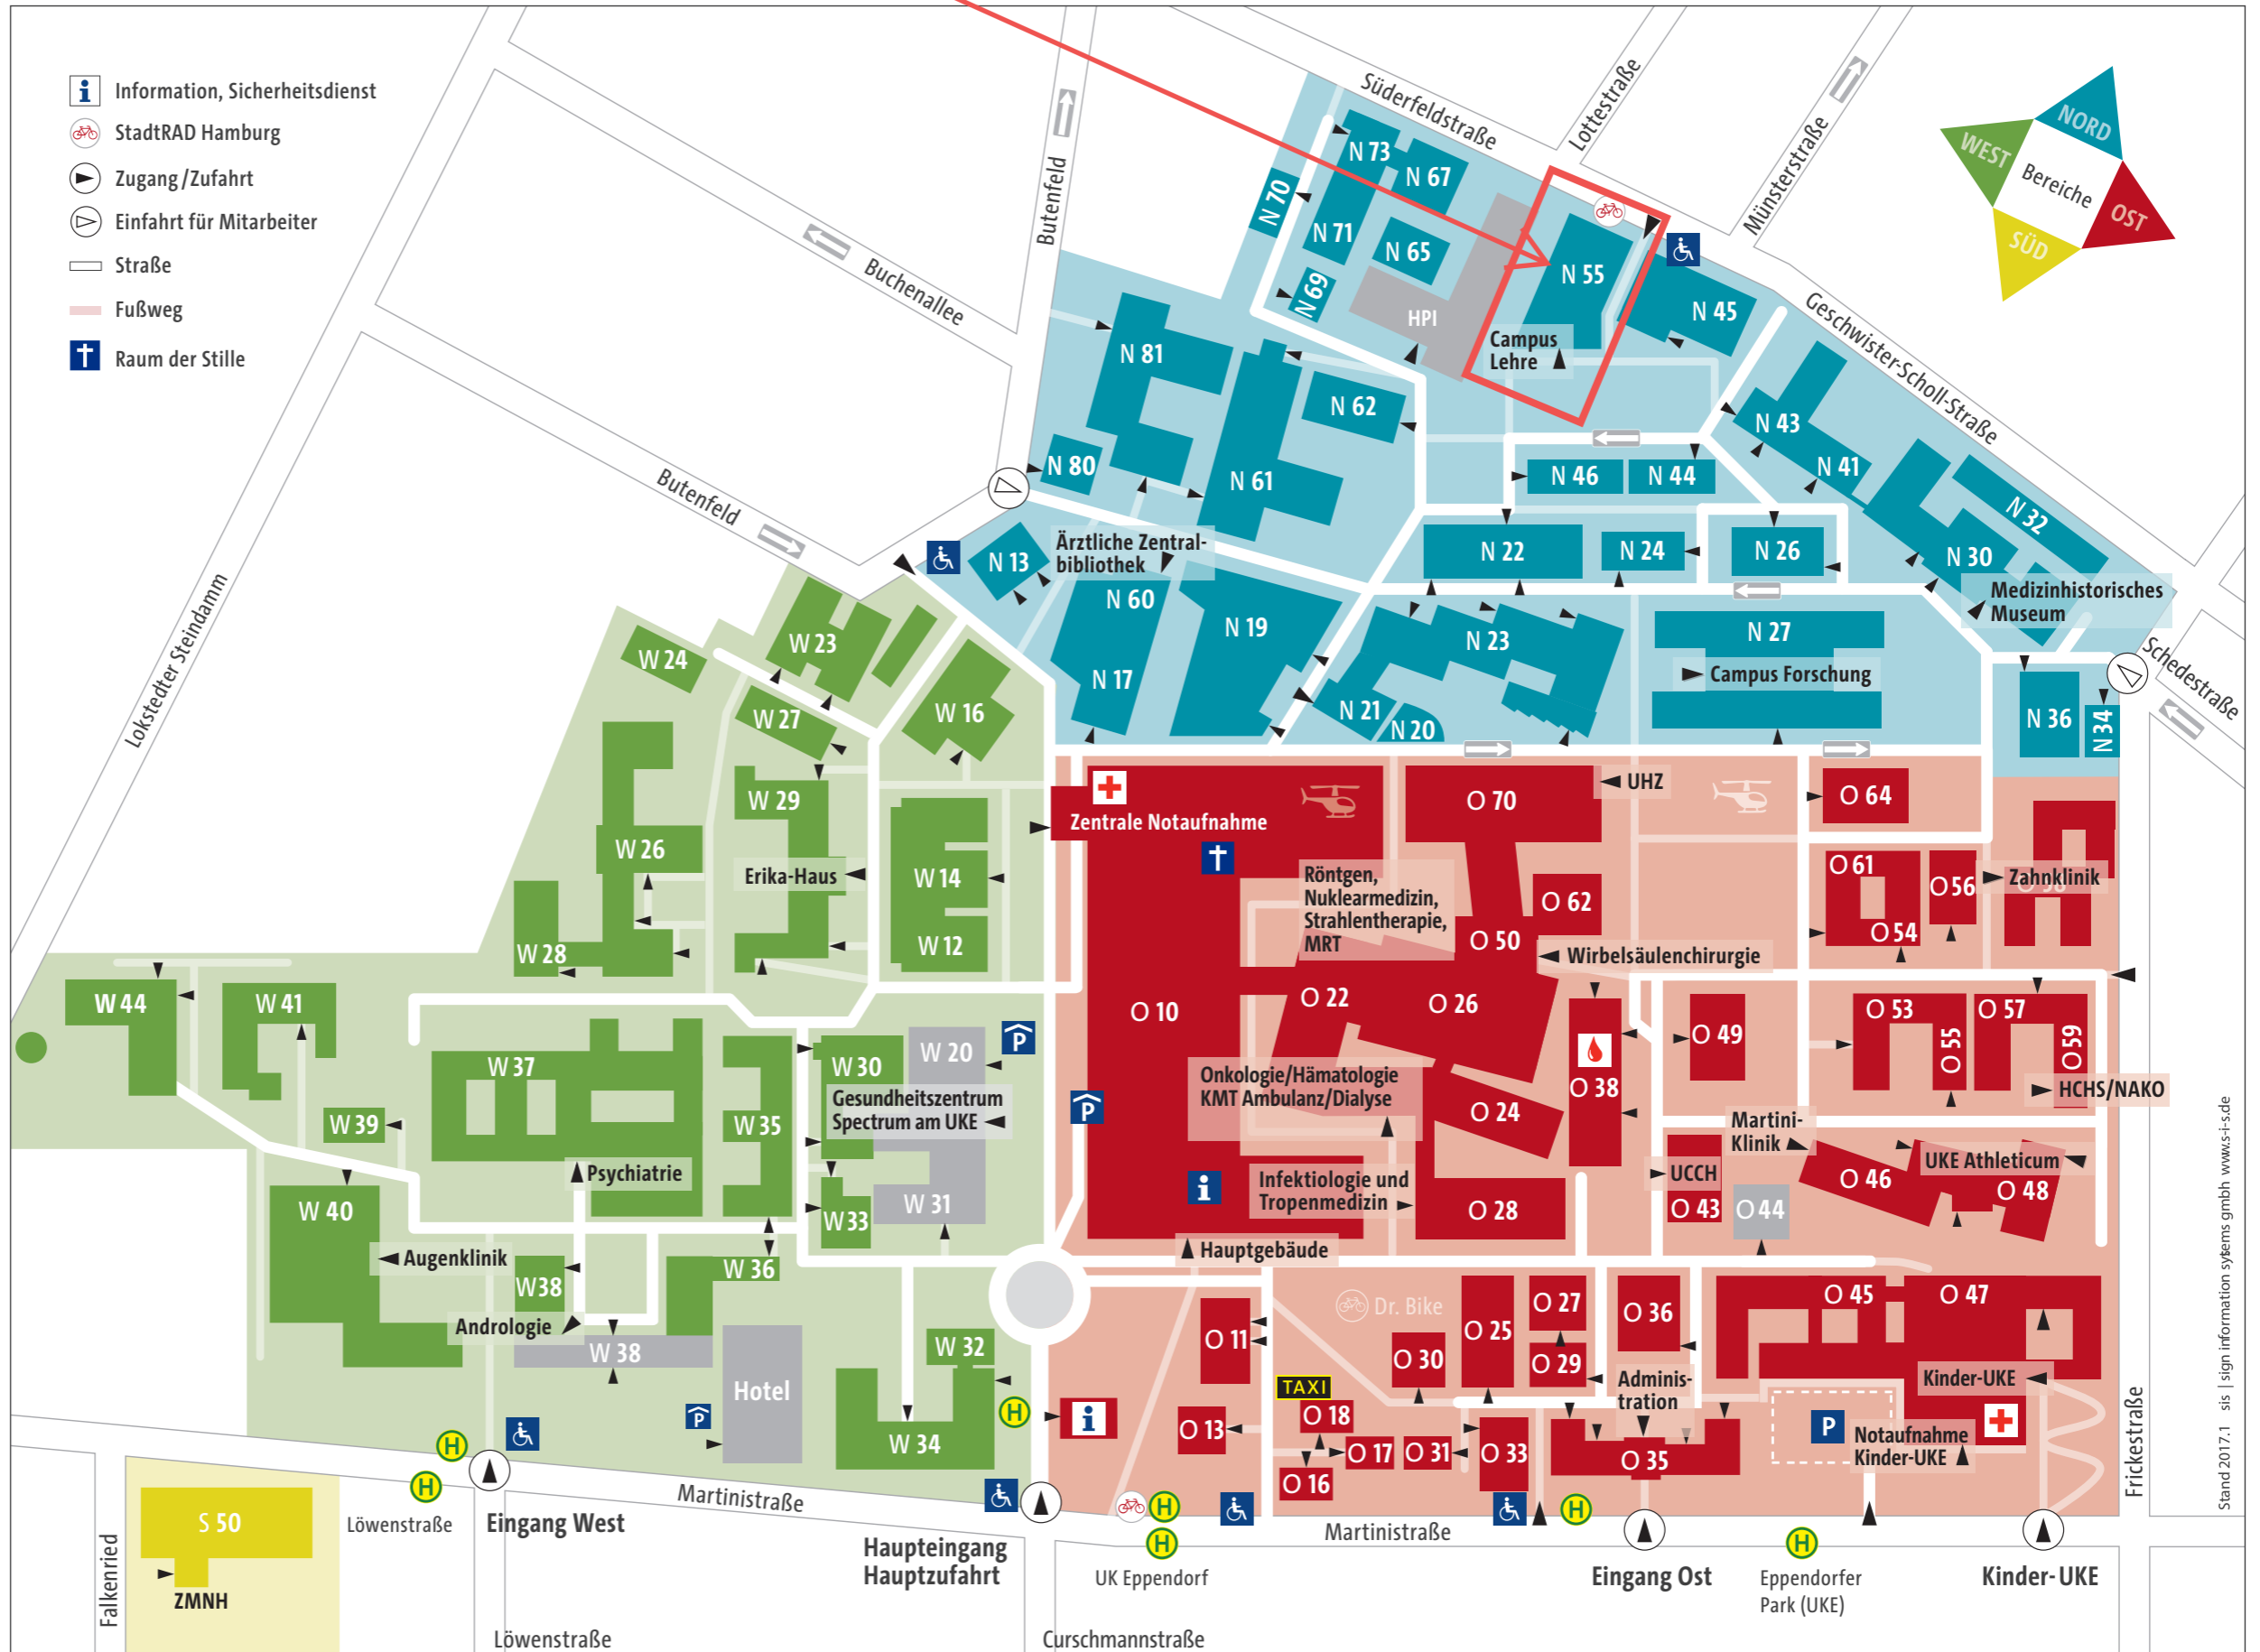 Information, Sicherheitsdienst
StadtRAD Hamburg
Zugang/Zufahrt
Einfahrt für Mitarbeiter
Straße
Fußweg
Raum der Stille
NORD
WEST
Bereiche
OST
SÜD
Süderfeldstraße
Lottestraße
Münsterstraße
Geschwister-Scholl-Straße
Schedestraße
Butenfeld
Buchenallee
Butenfeld
Lokstedter Steindamm
N 73
N 67
N 70
N 71
N 65
N 69
HPI
N 55
N 45
Campus
Lehre
N 81
N 62
N 80
N 61
N 43
N 41
N 46
N 44
N 32
N 30
N 13
Ärztliche Zentral-
bibliothek
N 22
N 24
N 26
Medizinhistorisches
Museum
N 60
N 19
N 23
N 27
N 17
N 21
N 20
Campus Forschung
N 36
N 34
W 23
W 24
W 27
W 16
W 29
W 26
Erika-Haus
W 14
W 12
W 28
W 44
W 41
W 37
W 35
W 30
W 20
P
Gesundheitszentrum
Spectrum am UKE
W 39
Psychiatrie
W 40
W 33
W 31
Augenklinik
W 38
W 36
Andrologie
W 38
W 32
Hotel
P
W 34
H
Zentrale Notaufnahme
O 70
UHZ
O 64
Röntgen,
Nuklearmedizin,
Strahlentherapie,
MRT
O 62
O 50
O 61
O 56
O 54
Zahnklinik
Wirbelsäulenchirurgie
O 10
O 22
O 26
O 49
O 53
O 55
O 57
O 59
HCHS/NAKO
P
Onkologie/Hämatologie
KMT Ambulanz/Dialyse
O 24
O 38
Martini-
Klinik
UCCH
O 43
O 44
O 46
UKE Athleticum
O 48
Infektiologie und
Tropenmedizin
O 28
Hauptgebäude
O 11
Dr. Bike
O 25
O 27
O 36
O 45
O 47
O 30
O 29
Adminis-
tration
Kinder-UKE
TAXI
O 18
O 13
O 17
O 31
O 33
O 35
O 16
P
Notaufnahme
Kinder-UKE
Frickestraße
Stand 2017.1 sis | sign information systems gmbh www.s-i-s.de
H
H
Martinistraße
H
H
H
Martinistraße
H
S 50
ZMNH
Falkenried
Löwenstraße
Eingang West
Haupteingang
Hauptzufahrt
UK Eppendorf
Eingang Ost
Eppendorfer
Park (UKE)
Kinder-UKE
Löwenstraße
Curschmannstraße